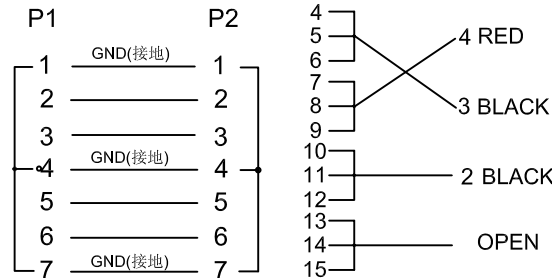 P1 P2
1 GND(接地) 1
2 2
3 3
4 GND(接地) 4
5 5
6 6
7 GND(接地) 7
4
5
6
7
8
9
10
11
12
13
14
15
4 RED
3 BLACK
2 BLACK
OPEN